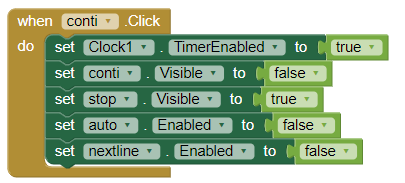 when conti .Click
do set Clock1 . TimerEnabled to true
set conti . Visible to false
set stop . Visible to true
set auto . Enabled to false
set nextline . Enabled to false